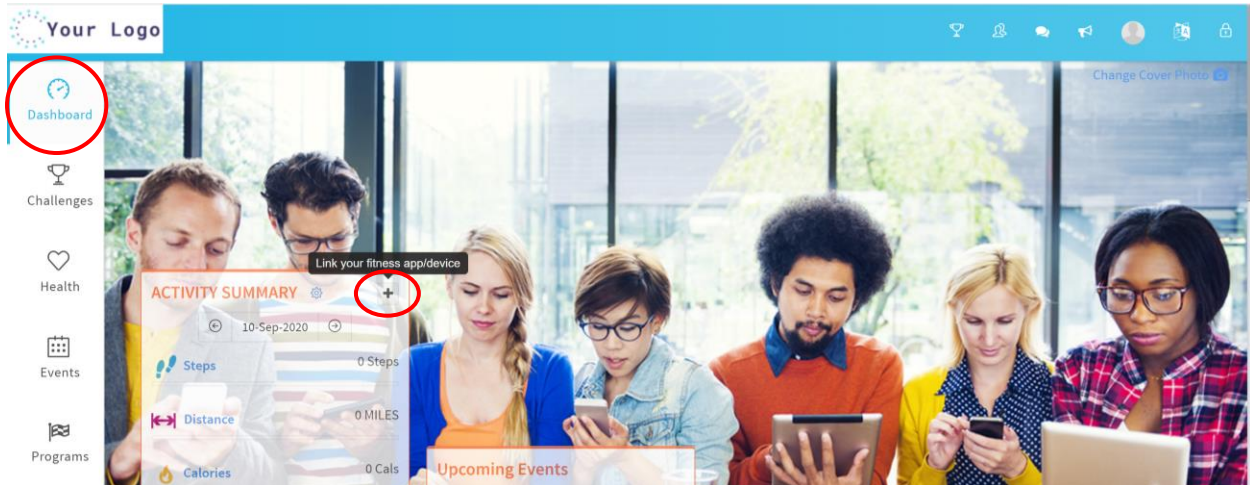 Your Logo
Change Cover Photo
Dashboard
Challenges
Health
Events
Programs
Link your fitness app/device
ACTIVITY SUMMARY
+
10-Sep-2020
Steps 0 Steps
Distance 0 MILES
Calories 0 Cals
Upcoming Events